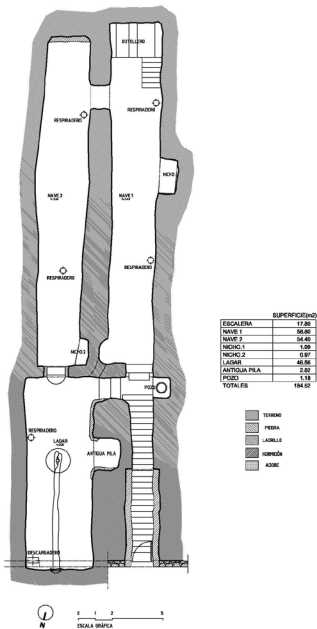 BOTELLERO
RESPIRADERO
RESPIRADERO
NICHO.1
NAVE.2
NAVE.1
RESPIRADERO
RESPIRADERO
NICHO.2
POZO
RESPIRADERO
LAGAR
ANTIGUA PILA
DESCARGADERO
SUPERFICIE(m2)
ESCALERA 17.80
NAVE 1 58.80
NAVE 2 54.40
NICHO.1 1.99
NICHO.2 0.97
LAGAR 46.56
ANTIGUA PILA 2.82
POZO 1.18
TOTALES 184.52
TERRENO
PIEDRA
LADRILLO
HORMIGÓN
ADOBE
N
0 1 2 5
ESCALA GRÁFICA